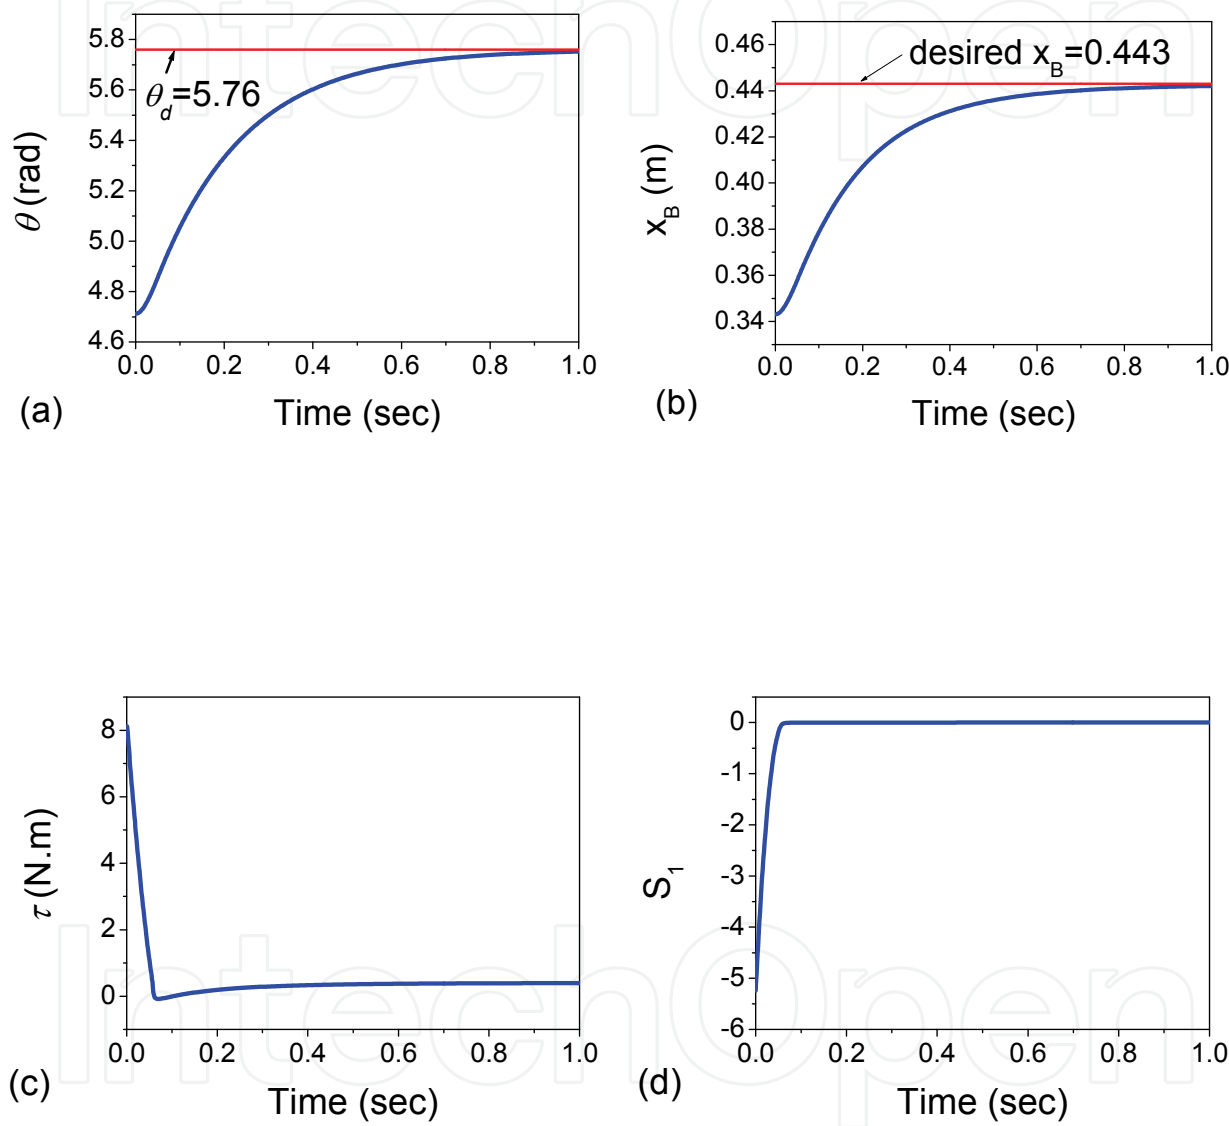 IntechOpen
5.8
5.6
5.4
5.2
5.0
4.8
4.6
θ (rad)
θd=5.76
0.0 0.2 0.4 0.6 0.8 1.0
(a)
Time (sec)
0.46
0.44
0.42
0.40
0.38
0.36
0.34
xB (m)
desired xB=0.443
0.0 0.2 0.4 0.6 0.8 1.0
(b)
Time (sec)
8
6
4
2
0
τ (N.m)
0.0 0.2 0.4 0.6 0.8 1.0
(c)
Time (sec)
0
-1
-2
-3
-4
-5
-6
S1
0.0 0.2 0.4 0.6 0.8 1.0
(d)
Time (sec)
IntechOpen